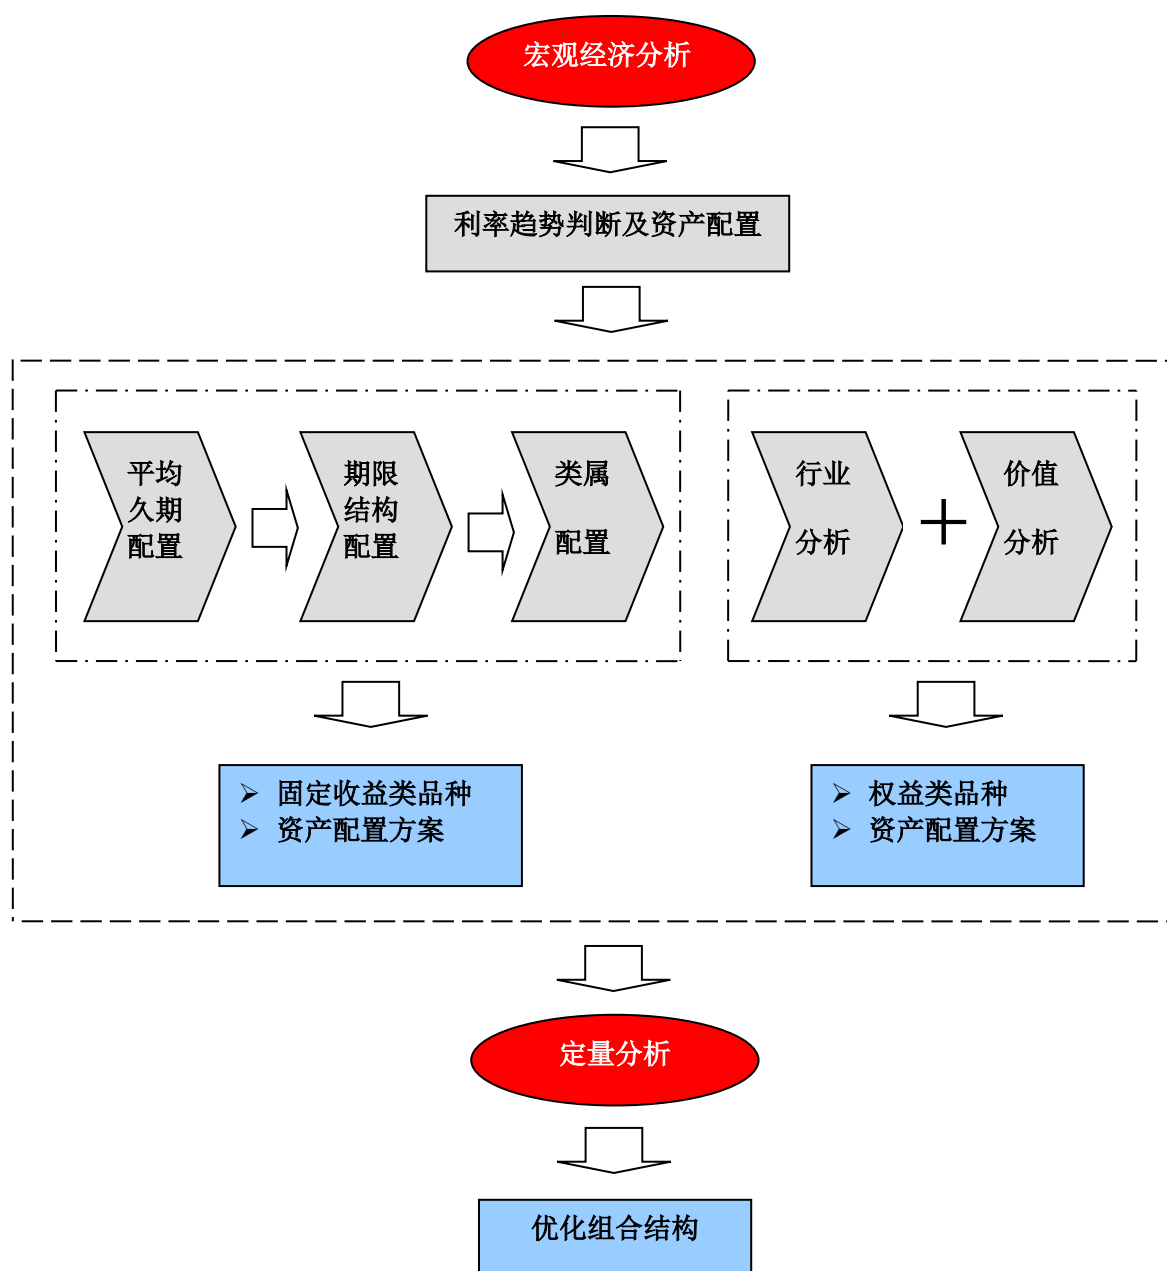 宏观经济分析
利率趋势判断及资产配置
平均
久期
配置
期限
结构
配置
类属
配置
行业
分析
价值
分析
➢ 固定收益类品种
➢ 资产配置方案
➢ 权益类品种
➢ 资产配置方案
定量分析
优化组合结构